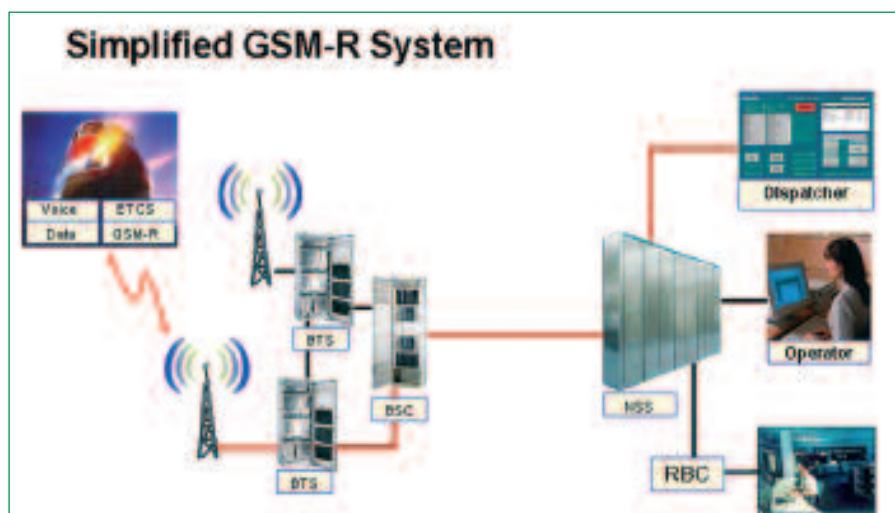 Simplified GSM-R System
Voice
ETCS
Data
GSM-R
Dispatcher
Operator
BTS
BSC
NSS
BTS
RBC